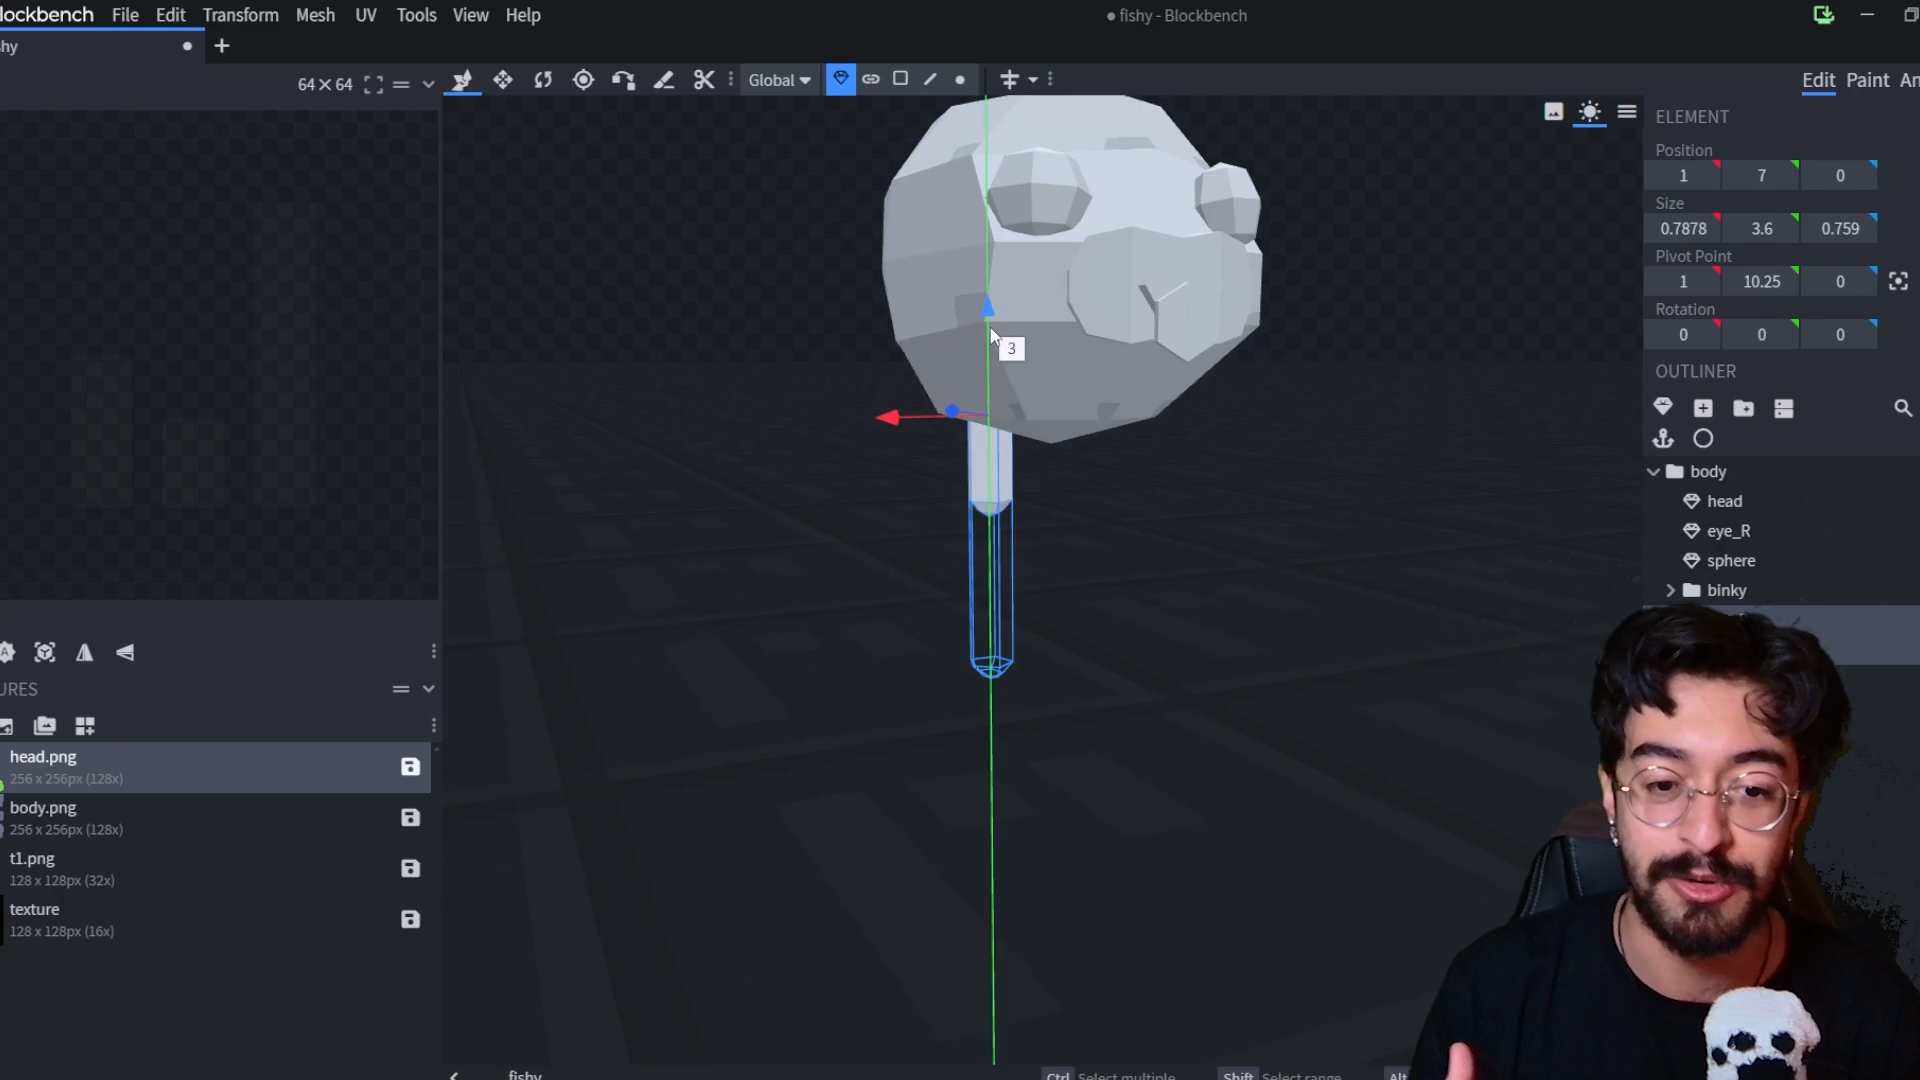 lockbench File Edit Transform Mesh UV Tools View Help
fishy - Blockbench
hy
64×64
Global
Edit Paint An
ELEMENT
Position
1 7 0
Size
0.7878 3.6 0.759
Pivot Point
1 10.25 0
Rotation
0 0 0
OUTLINER
body
head
eye_R
sphere
binky
3
URES
head.png
256 x 256px (128x)
body.png
256 x 256px (128x)
t1.png
128 x 128px (32x)
texture
128 x 128px (16x)
fishy
Ctrl Select multiple Shift Select range Alt